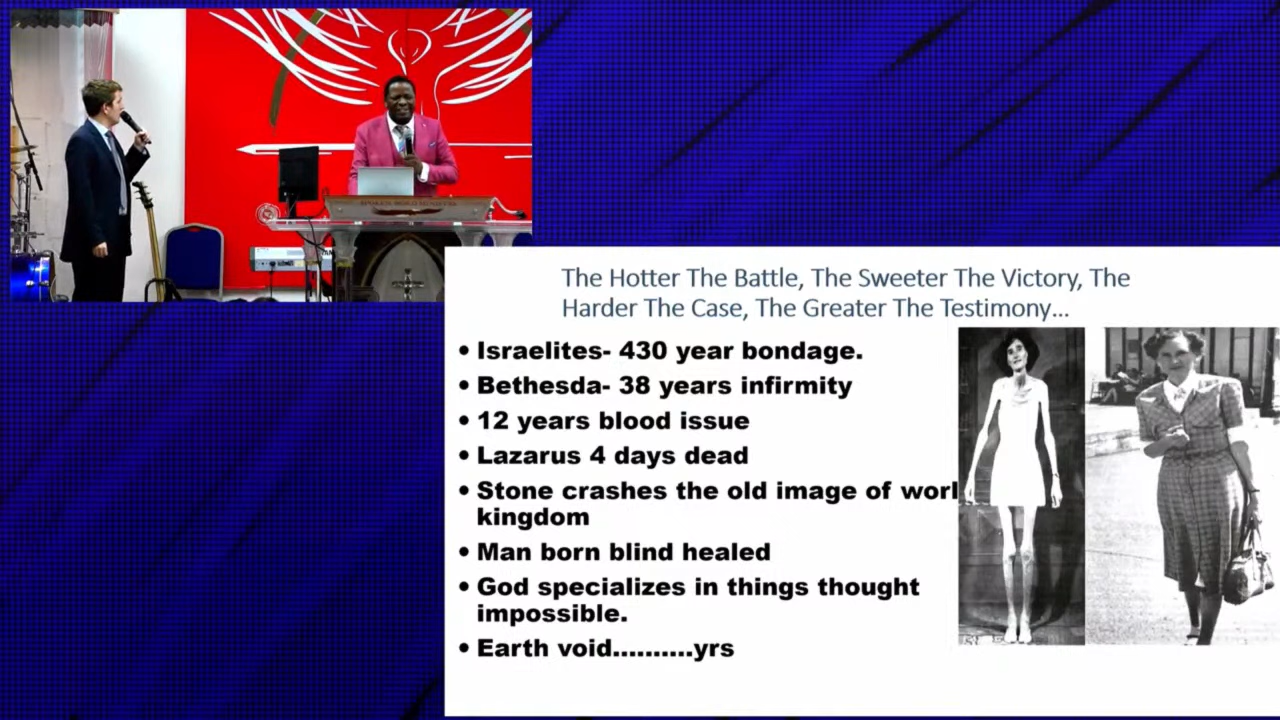 The Hotter The Battle, The Sweeter The Victory, The
Harder The Case, The Greater The Testimony...
• Israelites- 430 year bondage.
• Bethesda- 38 years infirmity
• 12 years blood issue
• Lazarus 4 days dead
• Stone crashes the old image of worl
kingdom
• Man born blind healed
• God specializes in things thought
impossible.
• Earth void..........yrs